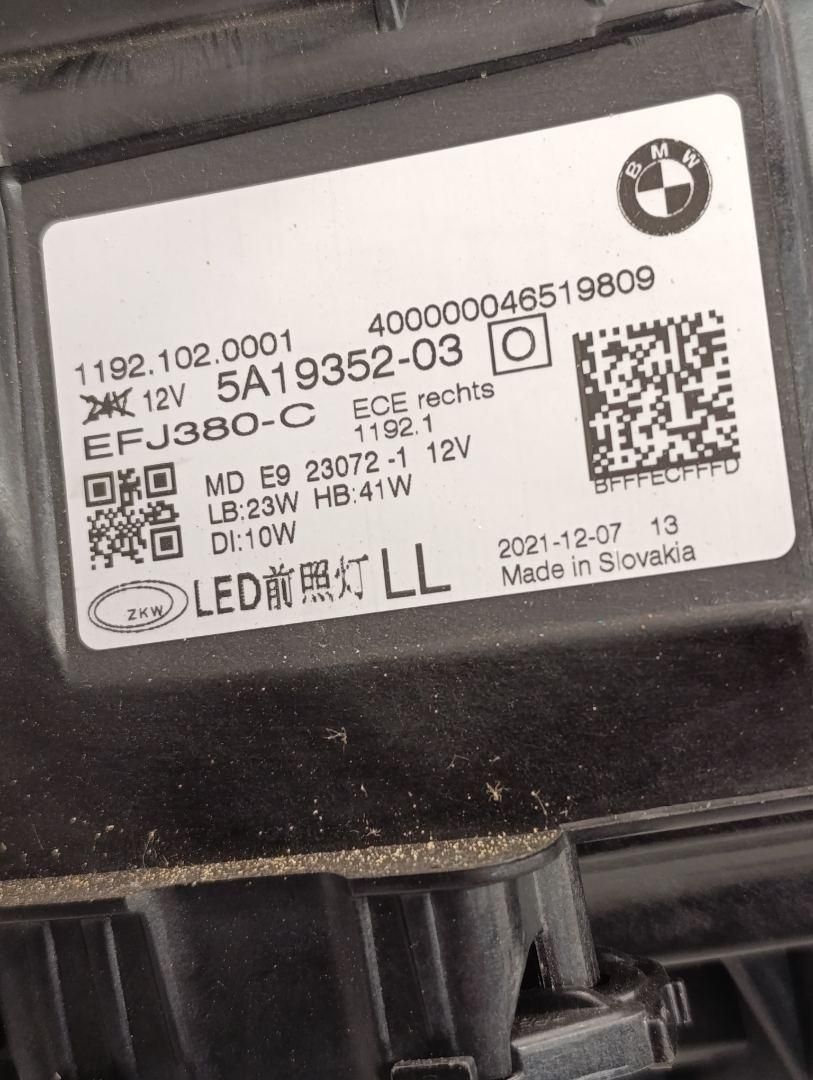 BMW
400000046519809
1192.102.0001
24V 12V 5A19352-03 O
EFJ380-C ECE rechts
1192.1
MD E9 23072 -1 12V
LB:23W HB:41W
DI:10W
BFFFECFFFD
2021-12-07 13
Made in Slovakia
ZKW LED前照灯 LL